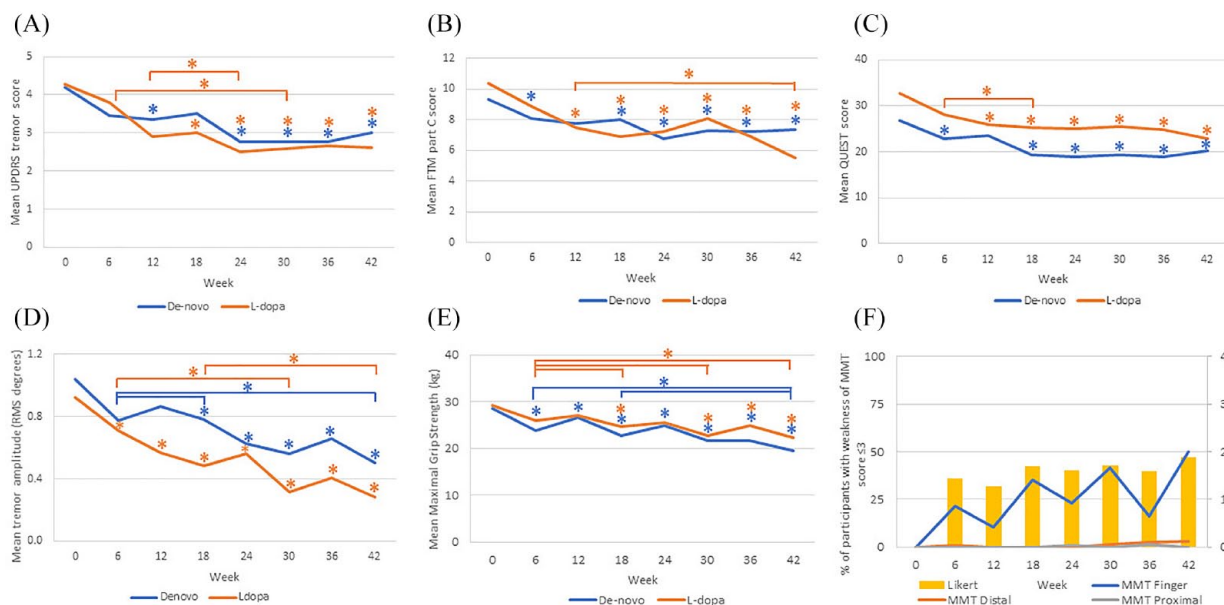 (A)
Mean UPDRS tremor score
5
4
3
2
1
0
0 6 12 18 24 30 36 42
Week
De-novo L-dopa
(B)
Mean FTM part C score
12
10
8
6
4
2
0
0 6 12 18 24 30 36 42
Week
De-novo L-dopa
(C)
Mean QUEST score
40
30
20
10
0
0 6 12 18 24 30 36 42
Week
De-novo L-dopa
(D)
Mean tremor amplitude (RMS degrees)
1.2
0.8
0.4
0.0
0 6 12 18 24 30 36 42
Week
Denovo Ldopa
(E)
Mean Maximal Grip Strength (kg)
40
30
20
10
0
0 6 12 18 24 30 36 42
Week
De-novo L-dopa
(F)
% of participants with weakness of MMT
score ≤3
100
75
50
25
0
4
3
2
1
0
0 6 12 18 24 30 36 42
Week
Likert MMT Finger
MMT Distal MMT Proximal